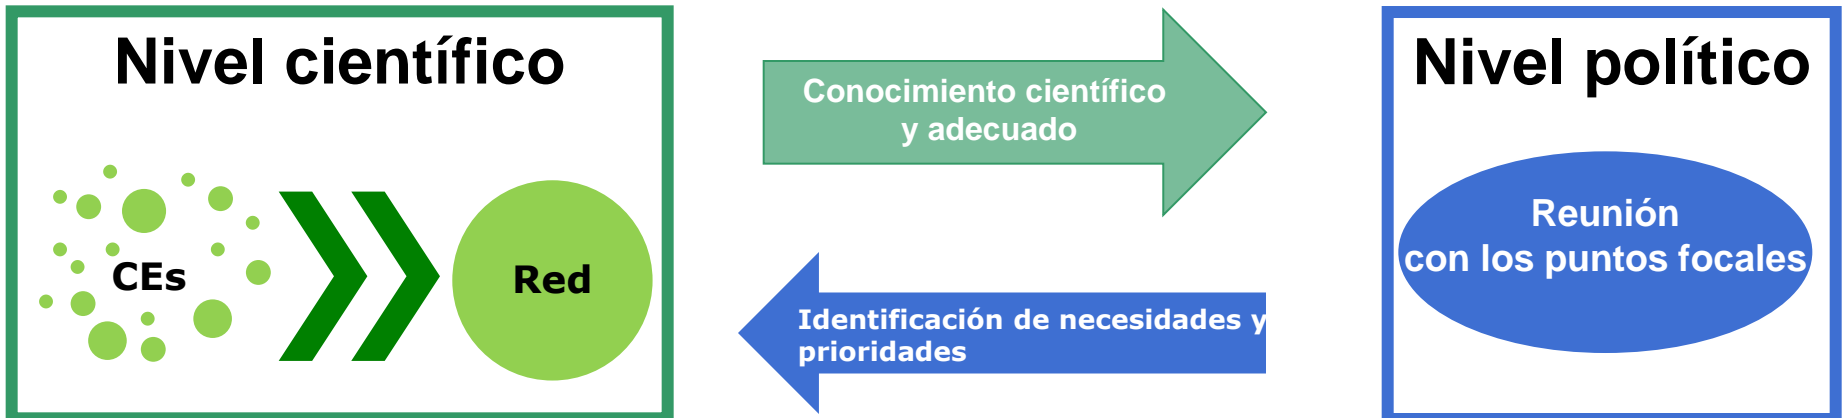 Nivel científico
CEs
Red
Conocimiento científico
y adecuado
Identificación de necesidades y
prioridades
Nivel político
Reunión
con los puntos focales